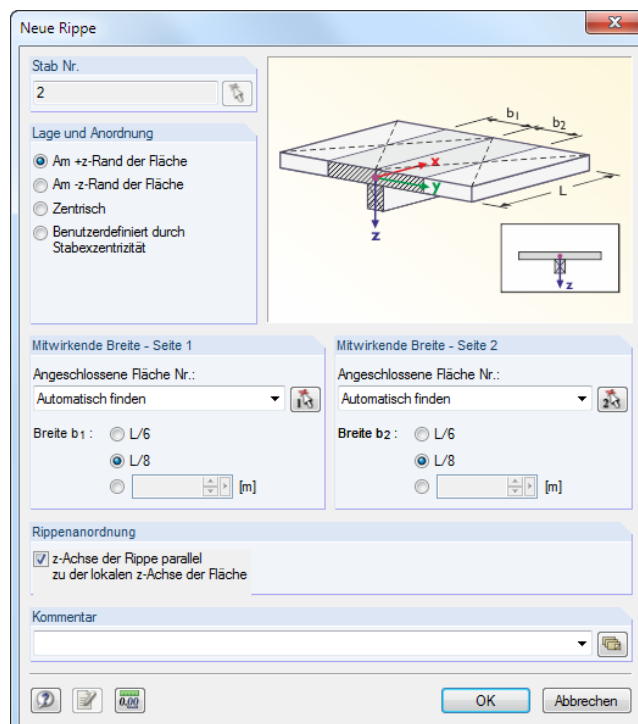 Neue Rippe
Stab Nr.
2
Lage und Anordnung
Am +z-Rand der Fläche
Am -z-Rand der Fläche
Zentrisch
Benutzerdefiniert durch
Stabexzentrizität
b1
b2
x
y
L
z
z
Mitwirkende Breite - Seite 1
Angeschlossene Fläche Nr.:
Automatisch finden
1
Breite b1 :
L/6
L/8
[m]
Mitwirkende Breite - Seite 2
Angeschlossene Fläche Nr.:
Automatisch finden
2
Breite b2 :
L/6
L/8
[m]
Rippenanordnung
z-Achse der Rippe parallel
zu der lokalen z-Achse der Fläche
Kommentar
0.00
OK
Abbrechen